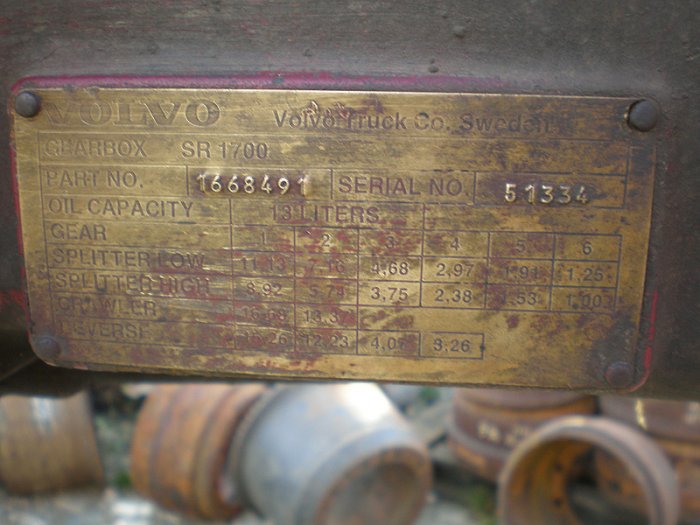 VOLVO Volvo Truck Co. Sweden
GEARBOX SR 1700
PART NO. 1668491 SERIAL NO. 51334
OIL CAPACITY 13 LITERS
GEAR 1 2 3 4 5 6
SPLITTER LOW 11,13 7,16 4,68 2,97 1,91 1,25
SPLITTER HIGH 8,92 5,74 3,75 2,38 1,53 1,00
CRAWLER 13,37
REVERSE 12,23 4,07 3,26